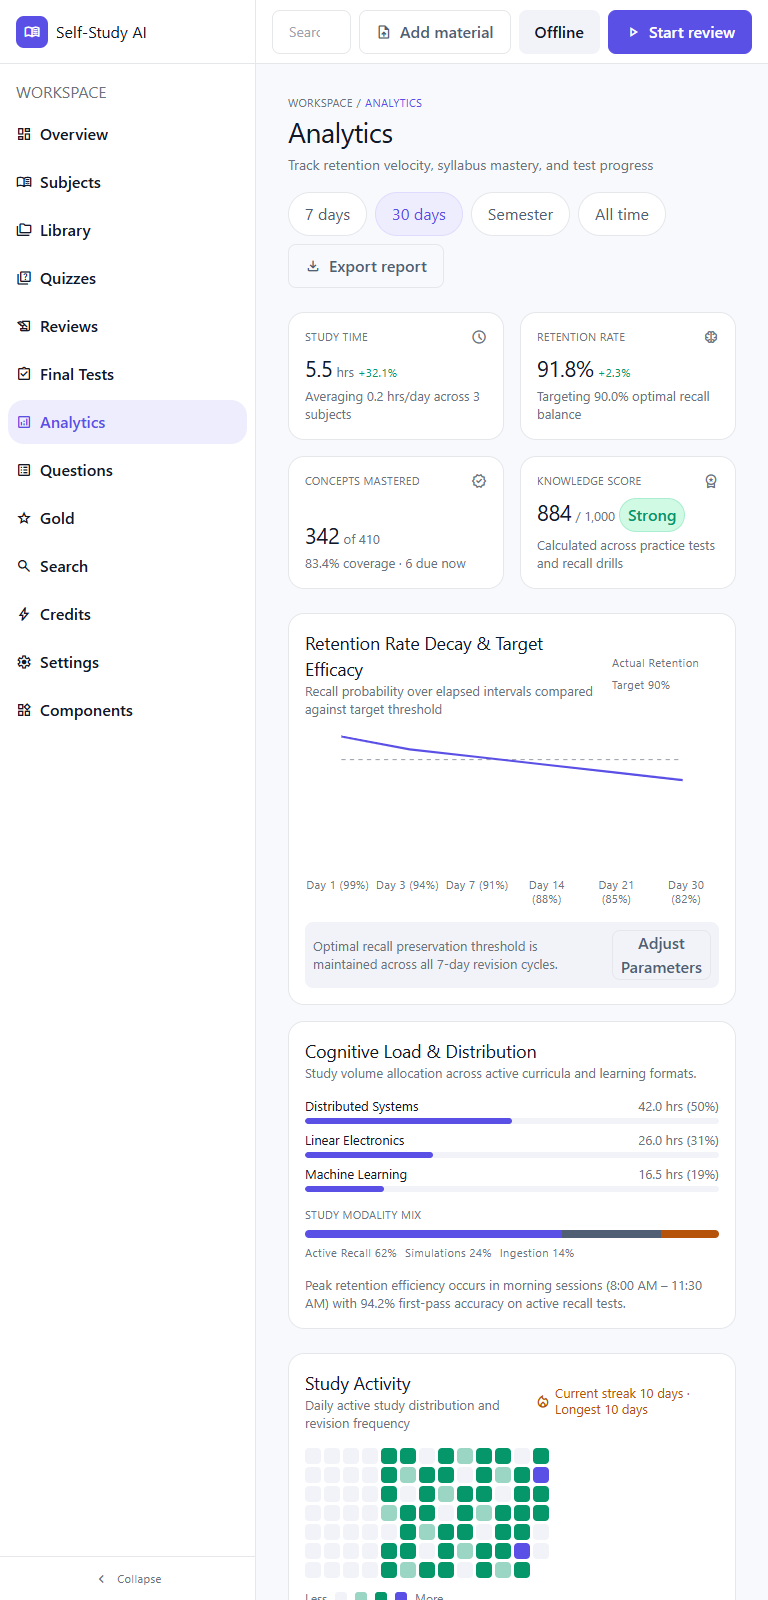 Self-Study AI
Add material
Offline
Start review
WORKSPACE
Overview
Subjects
Library
Quizzes
Reviews
Final Tests
Analytics
Questions
Gold
Search
Credits
Settings
Components
Collapse
WORKSPACE / ANALYTICS
Analytics
Track retention velocity, syllabus mastery, and test progress
7 days
30 days
Semester
All time
Export report
STUDY TIME
5.5 hrs +32.1%
Averaging 0.2 hrs/day across 3
subjects
RETENTION RATE
91.8% +2.3%
Targeting 90.0% optimal recall
balance
CONCEPTS MASTERED
342 of 410
83.4% coverage · 6 due now
KNOWLEDGE SCORE
884 / 1,000 Strong
Calculated across practice tests
and recall drills
Retention Rate Decay & Target
Efficacy
Recall probability over elapsed intervals compared
against target threshold
Actual Retention
Target 90%
Day 1 (99%) Day 3 (94%) Day 7 (91%) Day 14 (88%) Day 21 (85%) Day 30 (82%)
Optimal recall preservation threshold is
maintained across all 7-day revision cycles.
Adjust
Parameters
Cognitive Load & Distribution
Study volume allocation across active curricula and learning formats.
Distributed Systems 42.0 hrs (50%)
Linear Electronics 26.0 hrs (31%)
Machine Learning 16.5 hrs (19%)
STUDY MODALITY MIX
Active Recall 62% Simulations 24% Ingestion 14%
Peak retention efficiency occurs in morning sessions (8:00 AM – 11:30
AM) with 94.2% first-pass accuracy on active recall tests.
Study Activity
Daily active study distribution and
revision frequency
Current streak 10 days ·
Longest 10 days
Less More